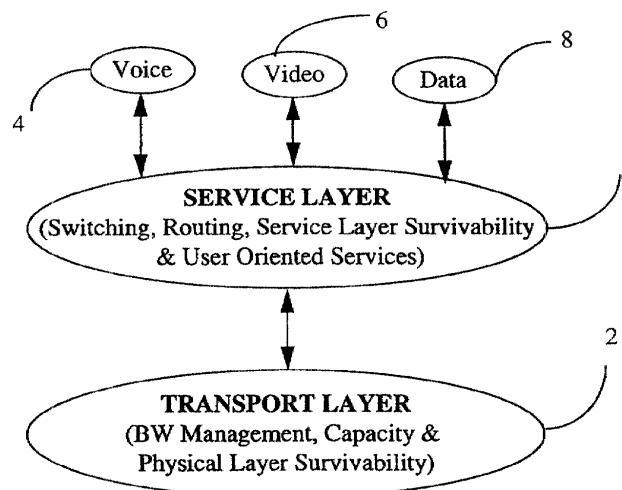 6
8
Voice
Video
Data
4
SERVICE LAYER
(Switching, Routing, Service Layer Survivability
& User Oriented Services)
2
TRANSPORT LAYER
(BW Management, Capacity &
Physical Layer Survivability)